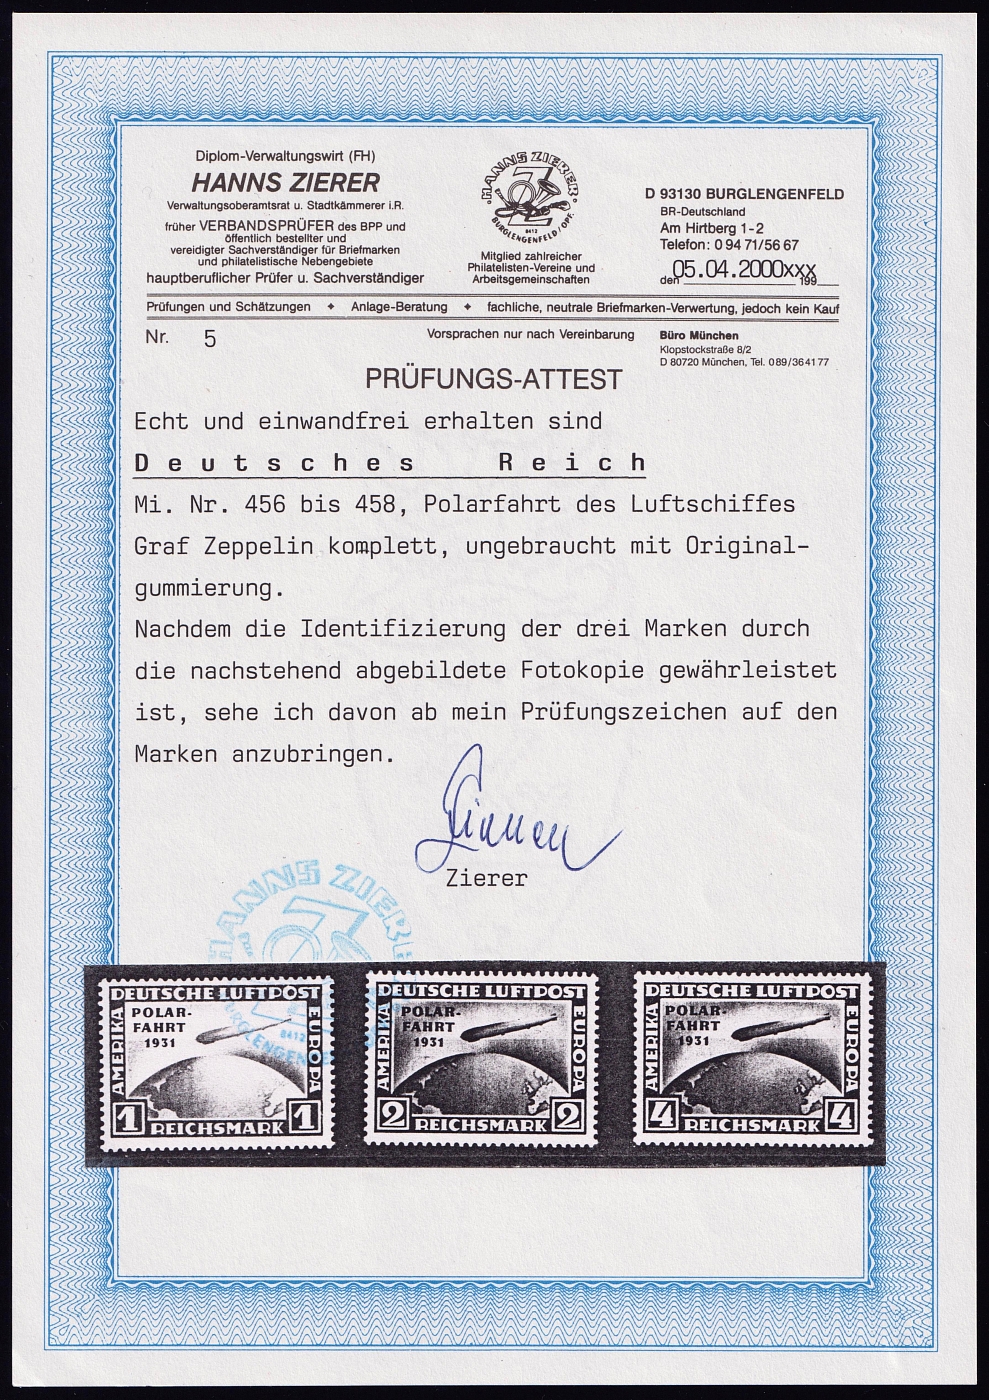 Diplom-Verwaltungswirt (FH)
HANNS ZIERER
Verwaltungsoberamtsrat u. Stadtkämmerer i.R.
früher VERBANDSPRÜFER des BPP und
öffentlich bestellter und
vereidigter Sachverständiger für Briefmarken
und philatelistische Nebengebiete
hauptberuflicher Prüfer u. Sachverständiger
HANNS ZIERER
8412
BURGLENGENFELD/OPF.
Mitglied zahlreicher
Philatelisten-Vereine und
Arbeitsgemeinschaften
D 93130 BURGLENGENFELD
BR-Deutschland
Am Hirtberg 1-2
Telefon: 0 94 71/56 67
den 05.04.2000xxx 199
Prüfungen und Schätzungen ✦ Anlage-Beratung ✦ fachliche, neutrale Briefmarken-Verwertung, jedoch kein Kauf
Nr. 5
Vorsprachen nur nach Vereinbarung
Büro München
Klopstockstraße 8/2
D 80720 München, Tel. 089/3641 77
PRÜFUNGS-ATTEST
Echt und einwandfrei erhalten sind
Deutsches Reich
Mi. Nr. 456 bis 458, Polarfahrt des Luftschiffes
Graf Zeppelin komplett, ungebraucht mit Original-
gummierung.
Nachdem die Identifizierung der drei Marken durch
die nachstehend abgebildete Fotokopie gewährleistet
ist, sehe ich davon ab mein Prüfungszeichen auf den
Marken anzubringen.
Zierer
HANNS ZIERER
8412
DEUTSCHE LUFTPOST
POLAR-
FAHRT
1931
AMERIKA
EUROPA
1 REICHSMARK 1
DEUTSCHE LUFTPOST
POLAR-
FAHRT
1931
AMERIKA
EUROPA
2 REICHSMARK 2
DEUTSCHE LUFTPOST
POLAR-
FAHRT
1931
AMERIKA
EUROPA
4 REICHSMARK 4